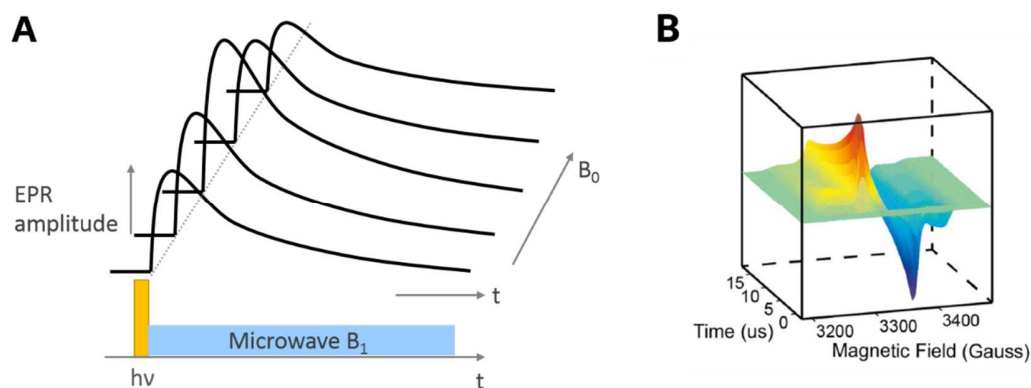 A
EPR
amplitude
B₀
t
Microwave B₁
hν
t
B
15
10
5
0
Time (us)
3200
3300
3400
Magnetic Field (Gauss)